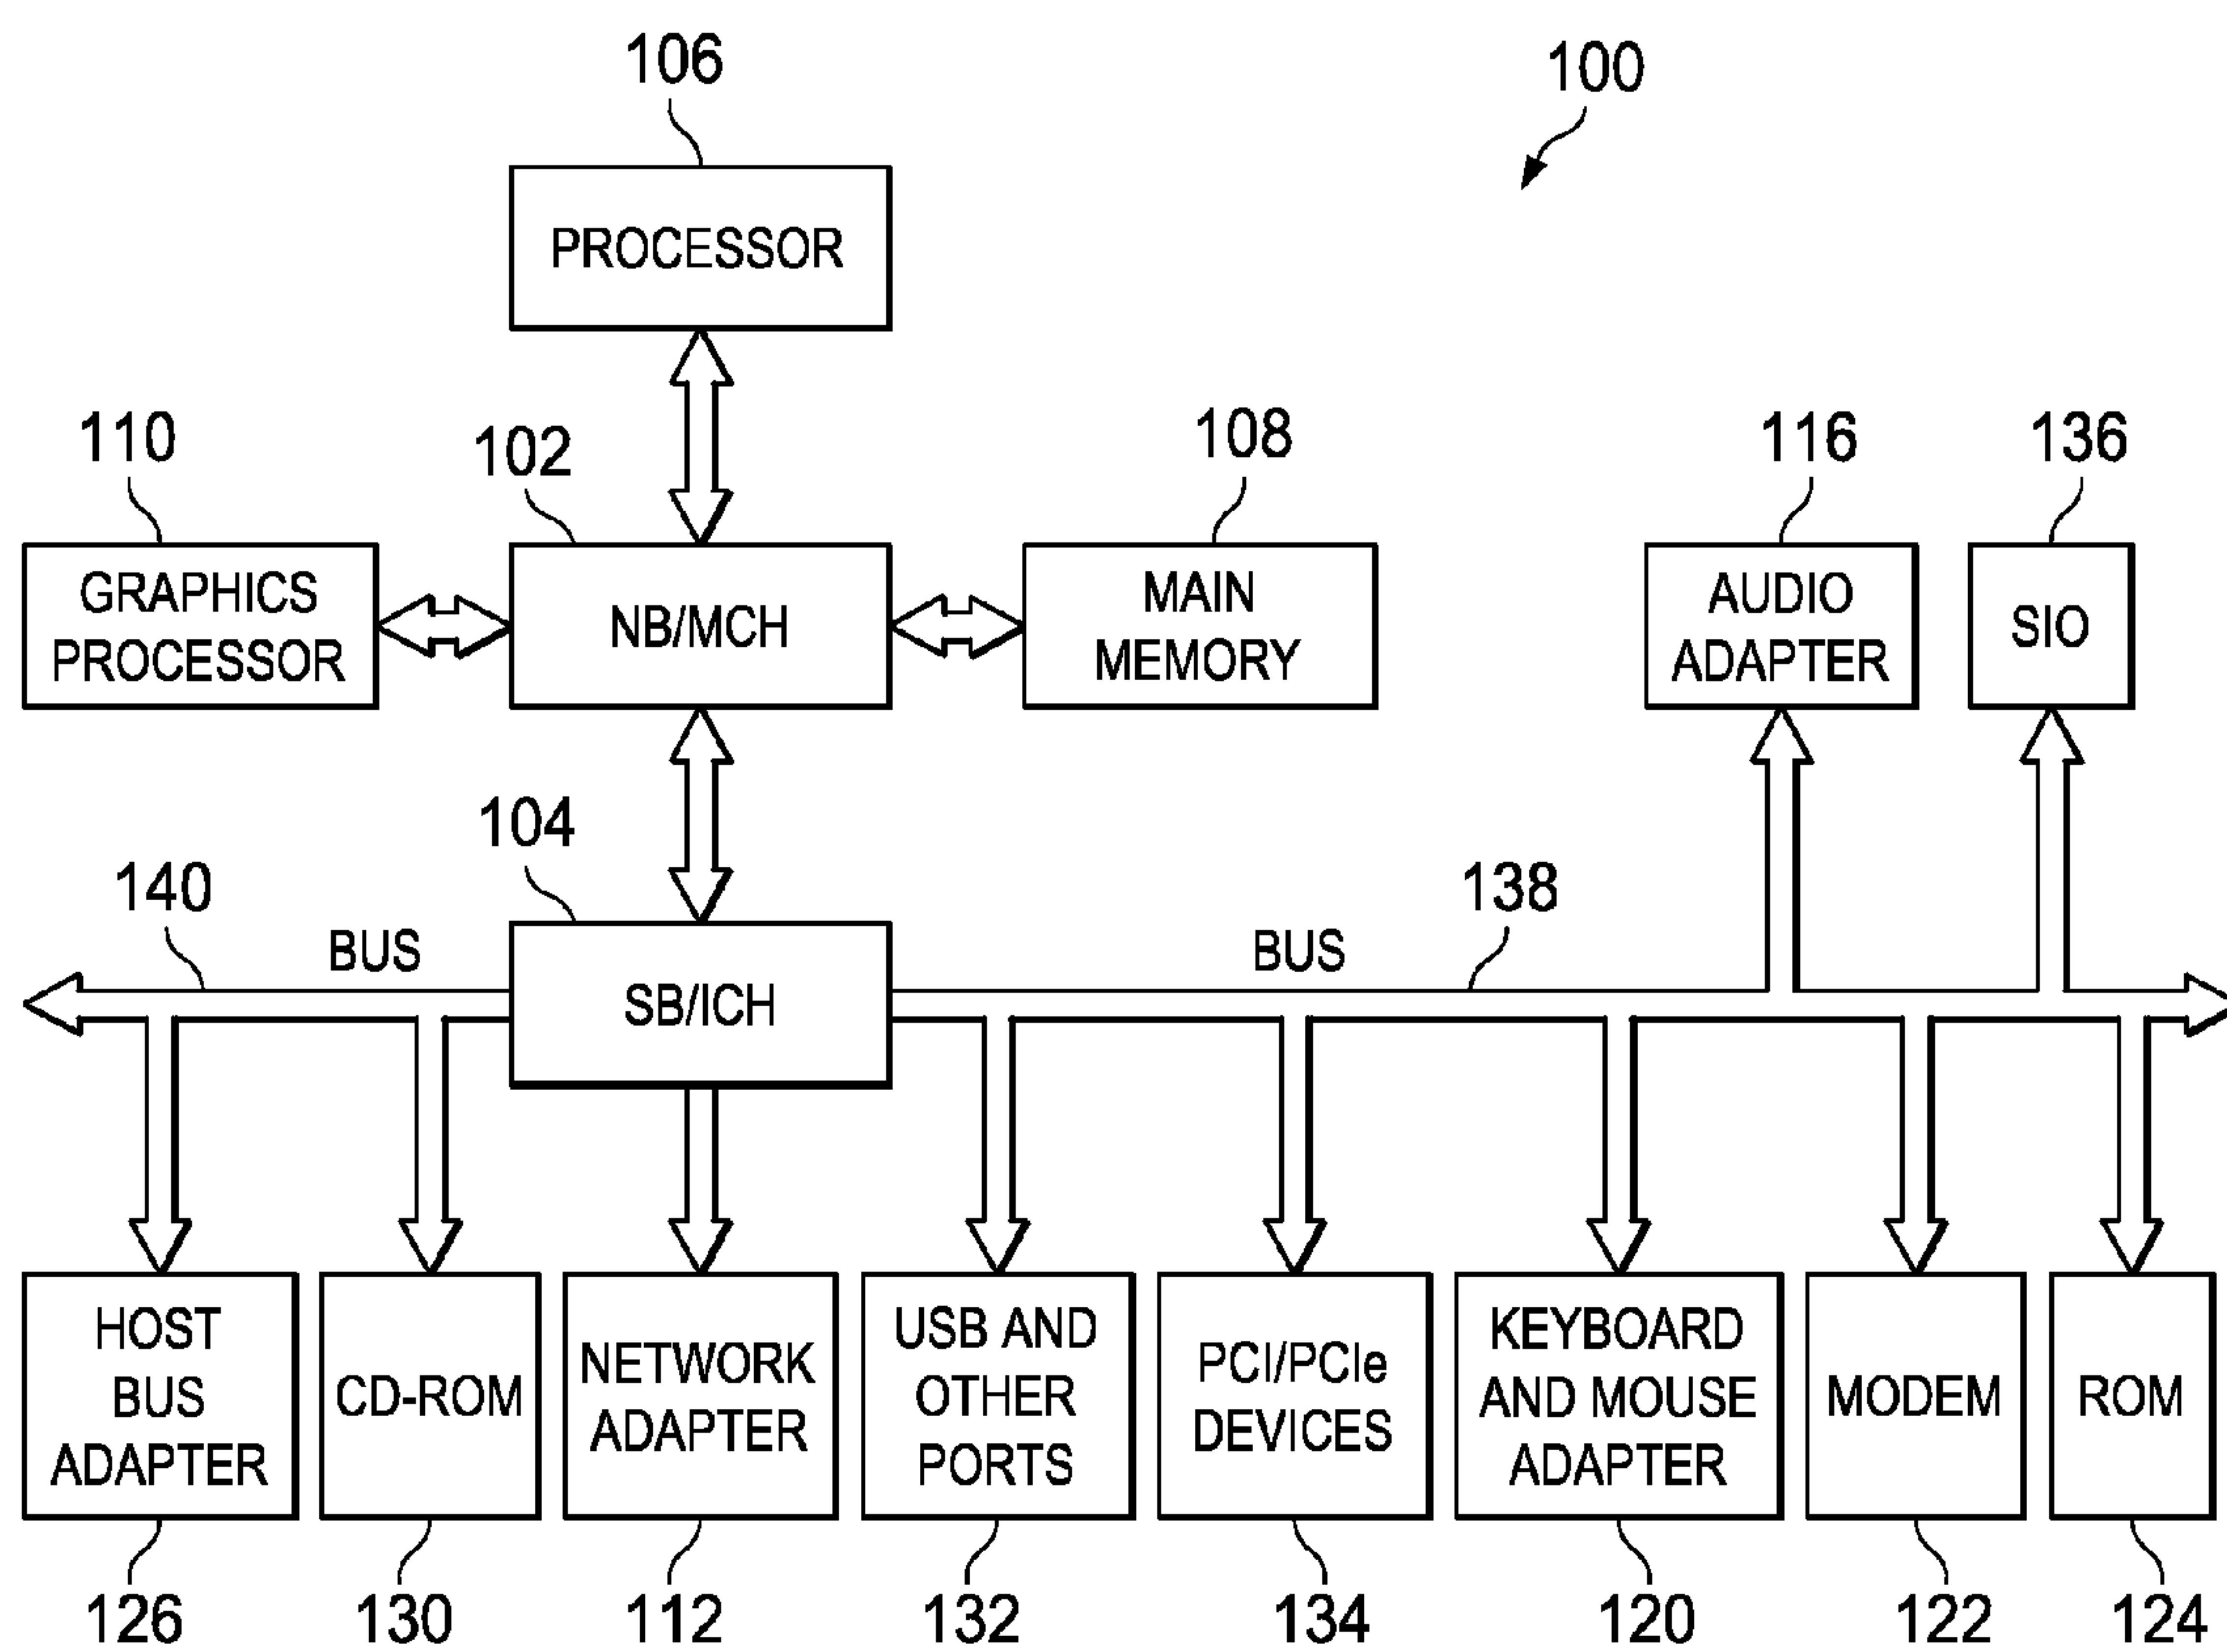 106
100
PROCESSOR
110
102
108
116
136
GRAPHICS
PROCESSOR
NB/MCH
MAIN
MEMORY
AUDIO
ADAPTER
SIO
104
140
BUS
SB/ICH
BUS
138
HOST
BUS
ADAPTER
CD-ROM
NETWORK
ADAPTER
USB AND
OTHER
PORTS
PCI/PCIe
DEVICES
KEYBOARD
AND MOUSE
ADAPTER
MODEM
ROM
126
130
112
132
134
120
122
124